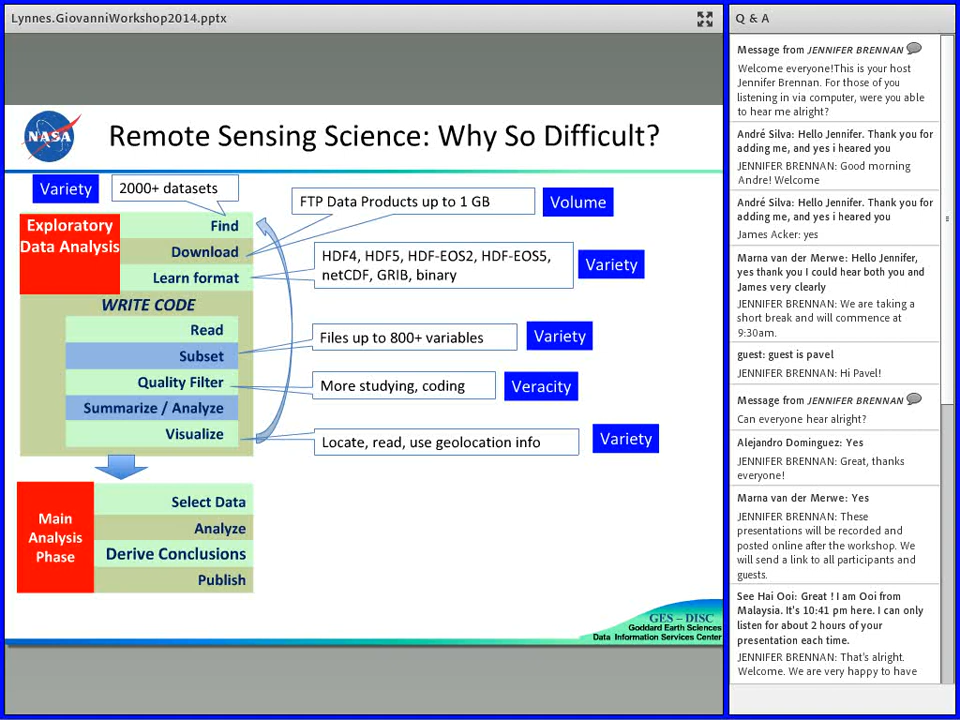 Lynnes.GiovanniWorkshop2014.pptx
NASA
Remote Sensing Science: Why So Difficult?
Variety
2000+ datasets
FTP Data Products up to 1 GB
Volume
Exploratory
Data Analysis
Find
Download
Learn format
HDF4, HDF5, HDF-EOS2, HDF-EOS5,
netCDF, GRIB, binary
Variety
WRITE CODE
Read
Subset
Quality Filter
Summarize / Analyze
Visualize
Files up to 800+ variables
Variety
More studying, coding
Veracity
Locate, read, use geolocation info
Variety
Main
Analysis
Phase
Select Data
Analyze
Derive Conclusions
Publish
GES – DISC
Goddard Earth Sciences
Data Information Services Center
Q & A
Message from JENNIFER BRENNAN
Welcome everyone!This is your host
Jennifer Brennan. For those of you
listening in via computer, were you able
to hear me alright?
André Silva: Hello Jennifer. Thank you for
adding me, and yes i heared you
JENNIFER BRENNAN: Good morning
Andre! Welcome
André Silva: Hello Jennifer. Thank you for
adding me, and yes i heared you
James Acker: yes
Marna van der Merwe: Hello Jennifer,
yes thank you I could hear both you and
James very clearly
JENNIFER BRENNAN: We are taking a
short break and will commence at
9:30am.
guest: guest is pavel
JENNIFER BRENNAN: Hi Pavel!
Message from JENNIFER BRENNAN
Can everyone hear alright?
Alejandro Dominguez: Yes
JENNIFER BRENNAN: Great, thanks
everyone!
Marna van der Merwe: Yes
JENNIFER BRENNAN: These
presentations will be recorded and
posted online after the workshop. We
will send a link to all participants and
guests.
See Hai Ooi: Great ! I am Ooi from
Malaysia. It's 10:41 pm here. I can only
listen for about 2 hours of your
presentation each time.
JENNIFER BRENNAN: That's alright.
Welcome. We are very happy to have